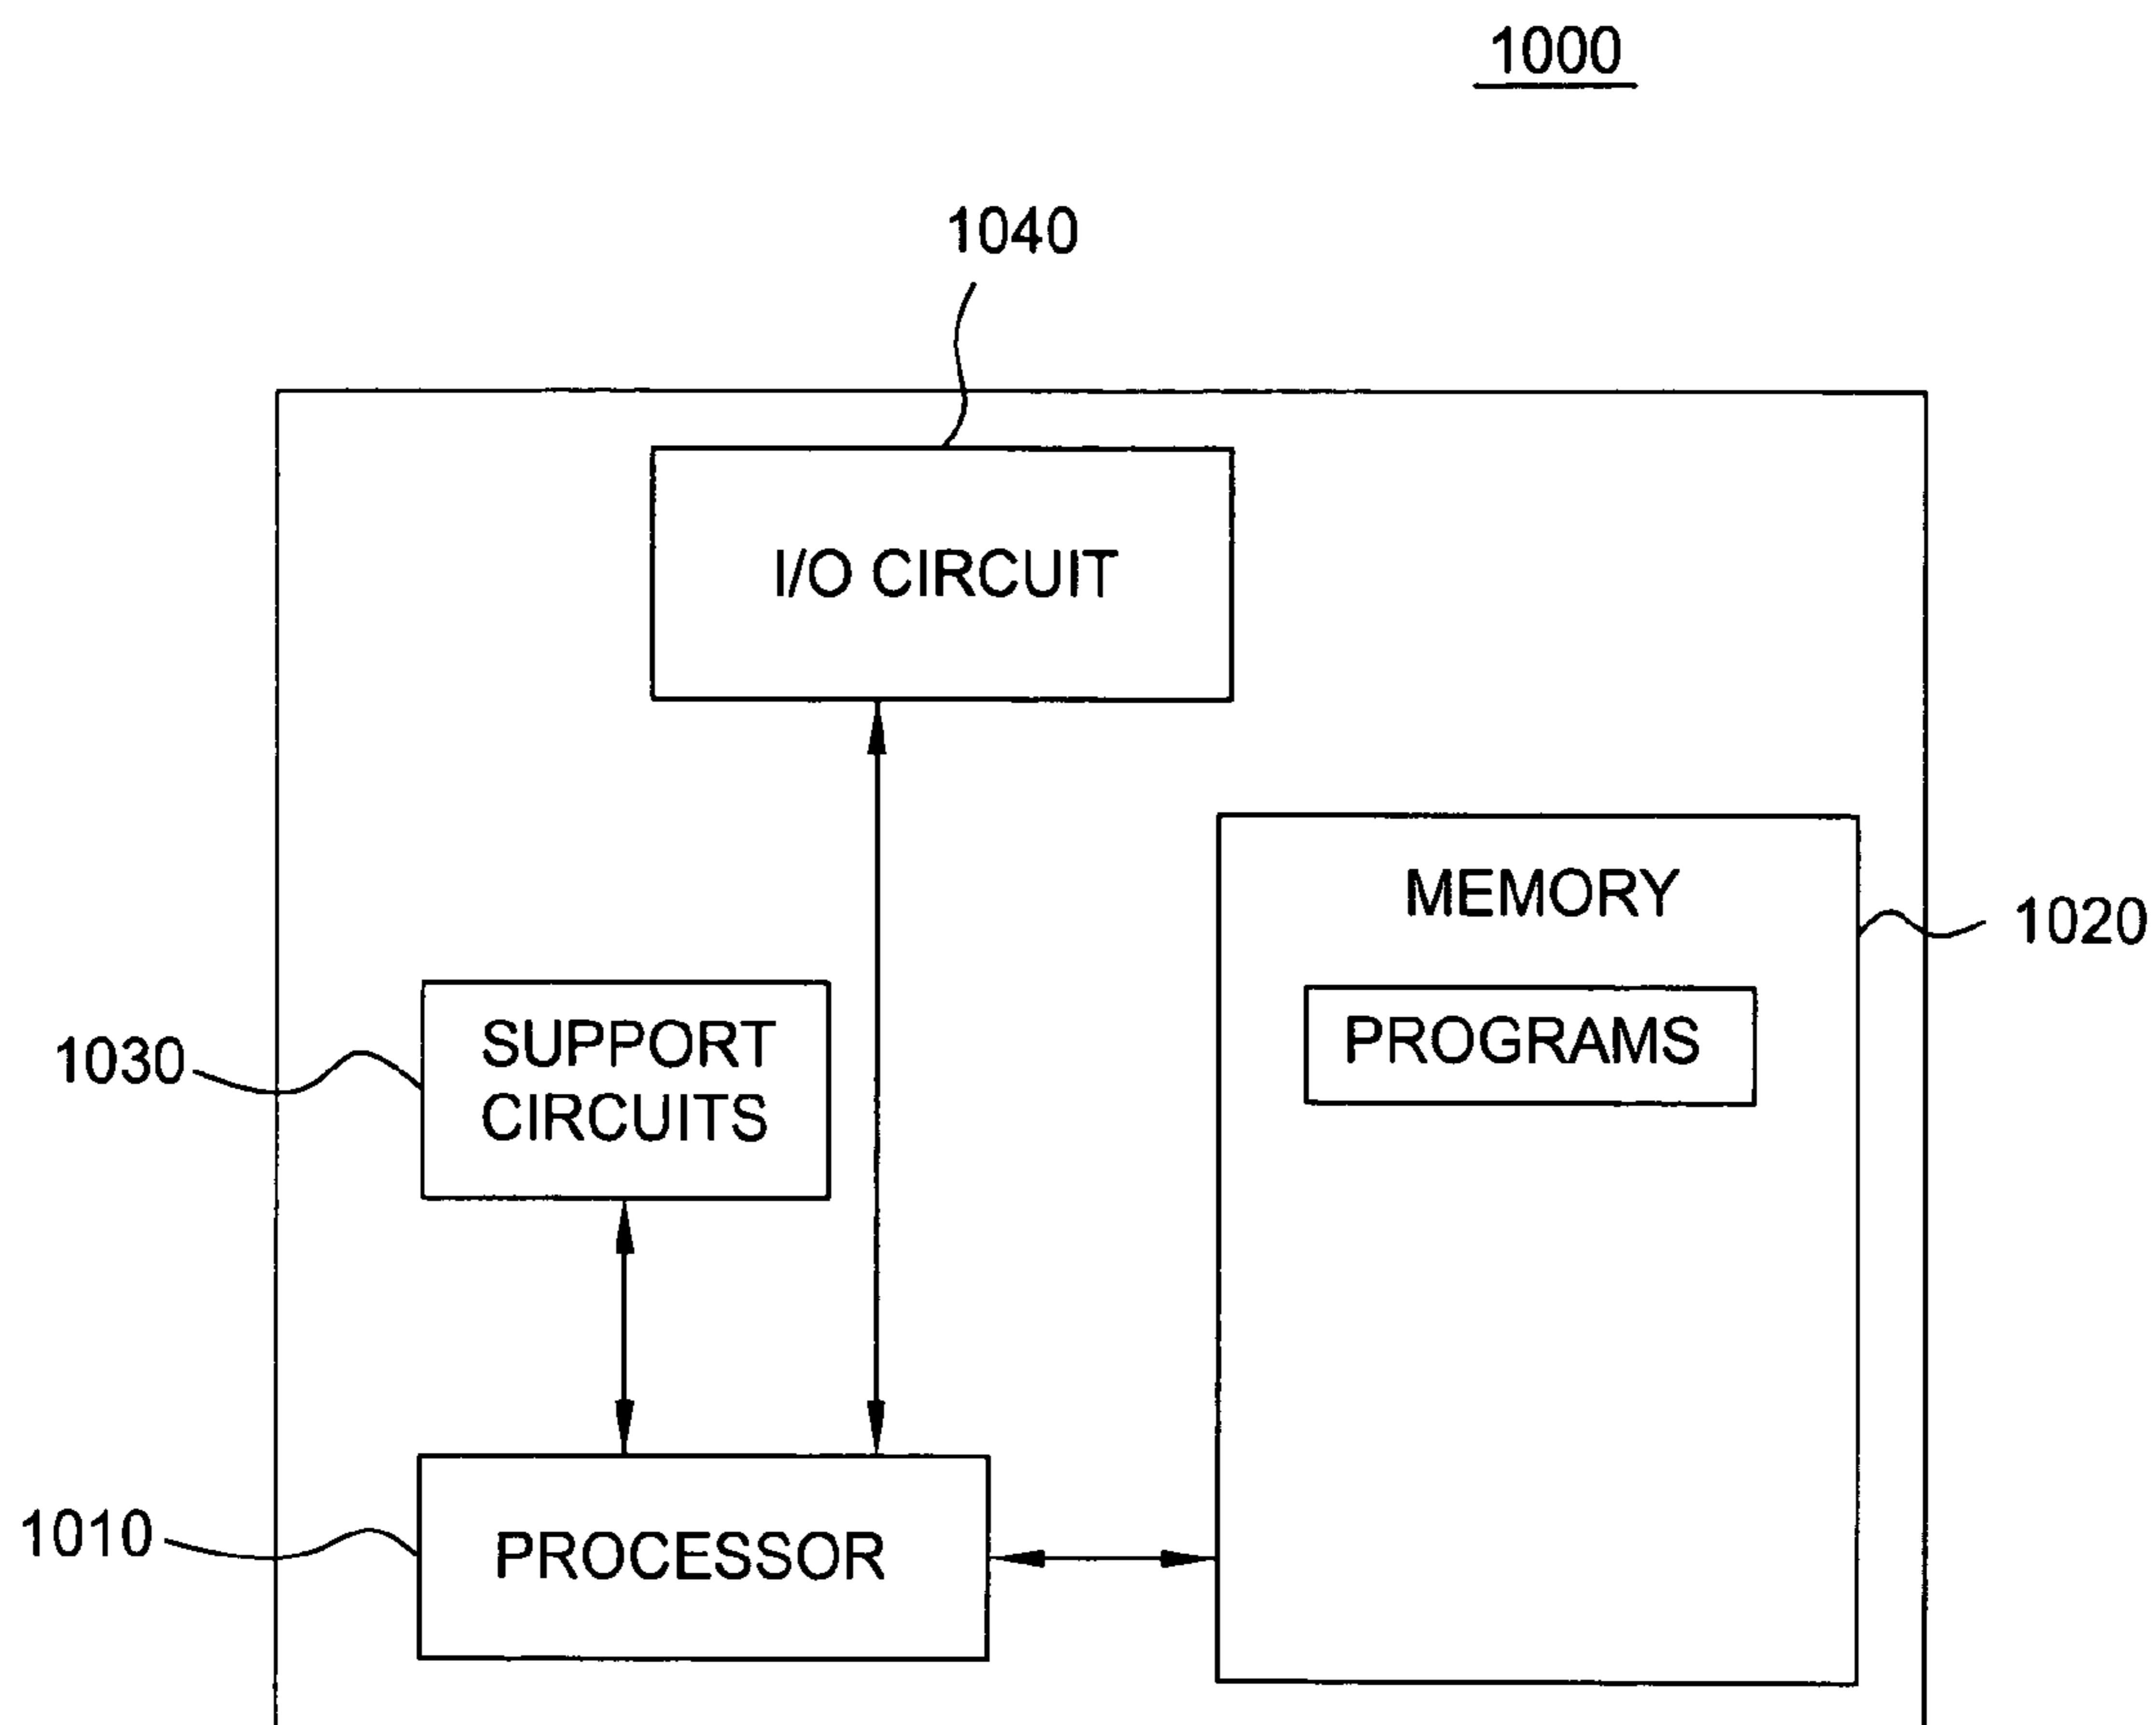 1000
1040
I/O CIRCUIT
MEMORY
1020
PROGRAMS
1030
SUPPORT
CIRCUITS
1010
PROCESSOR